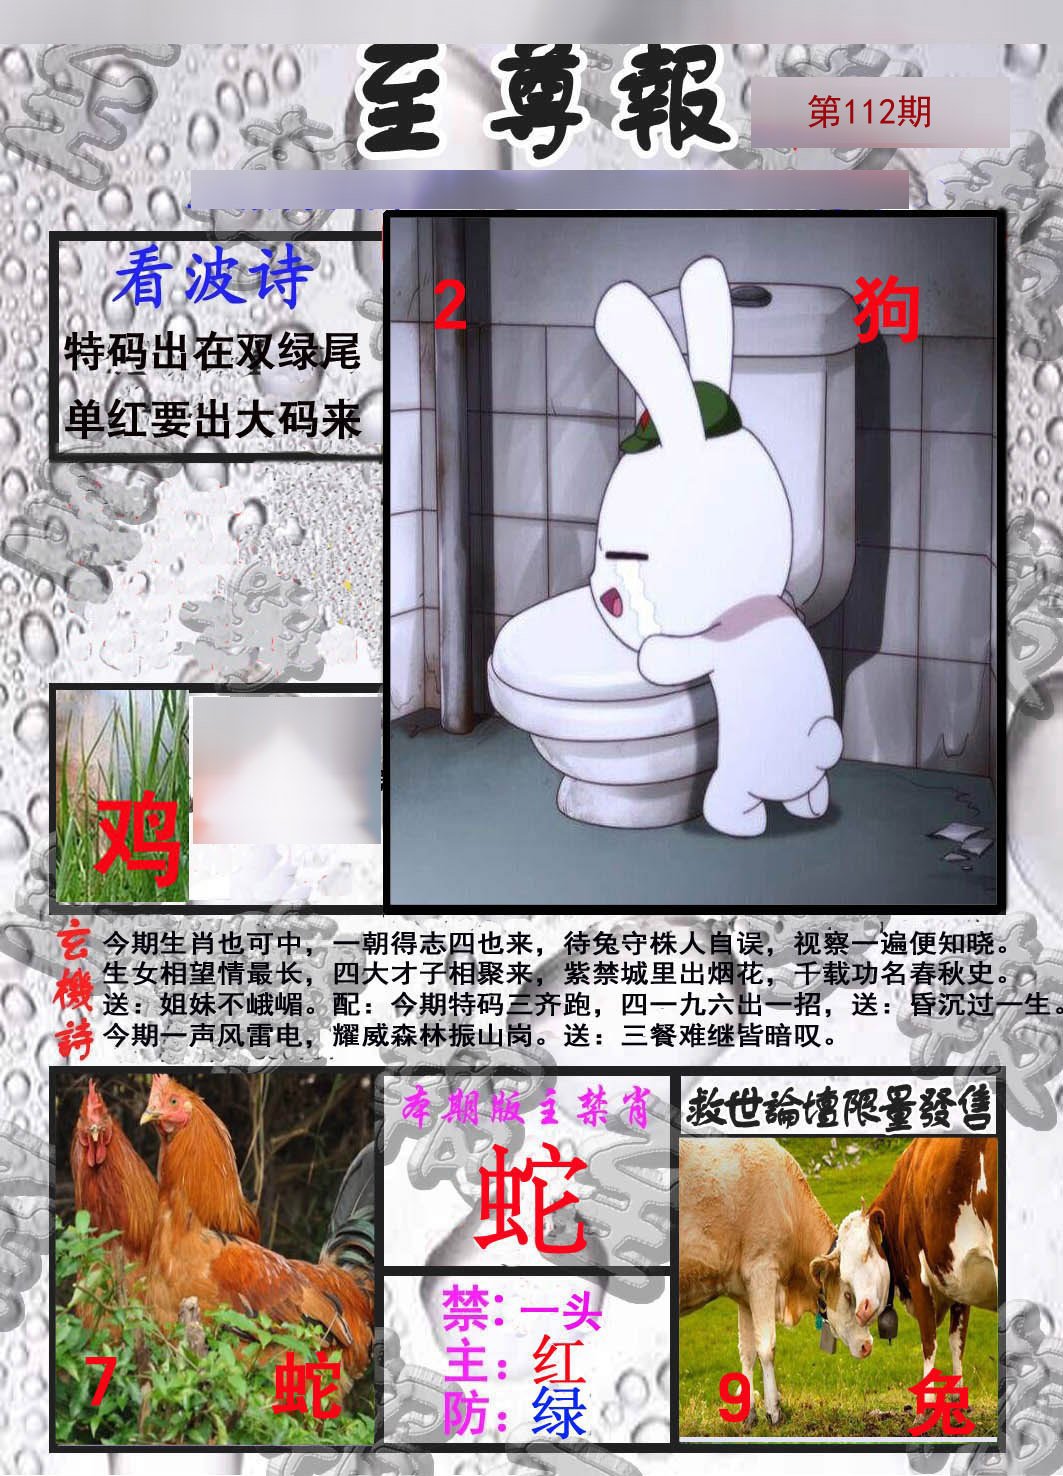 至尊報
第112期
看波诗
特码出在双绿尾
单红要出大码来
2
狗
鸡
玄機詩
今期生肖也可中，一朝得志四也来，待兔守株人自误，视察一遍便知晓。
生女相望情最长，四大才子相聚来，紫禁城里出烟花，千载功名春秋史。
送：姐妹不峨嵋。配：今期特码三齐跑，四一九六出一招，送：昏沉过一生。
今期一声风雷电，耀威森林振山岗。送：三餐难继皆暗叹。
7
蛇
本期版主禁肖
蛇
禁：一头
主：红
防：绿
救世論壇限量發售
9
兔